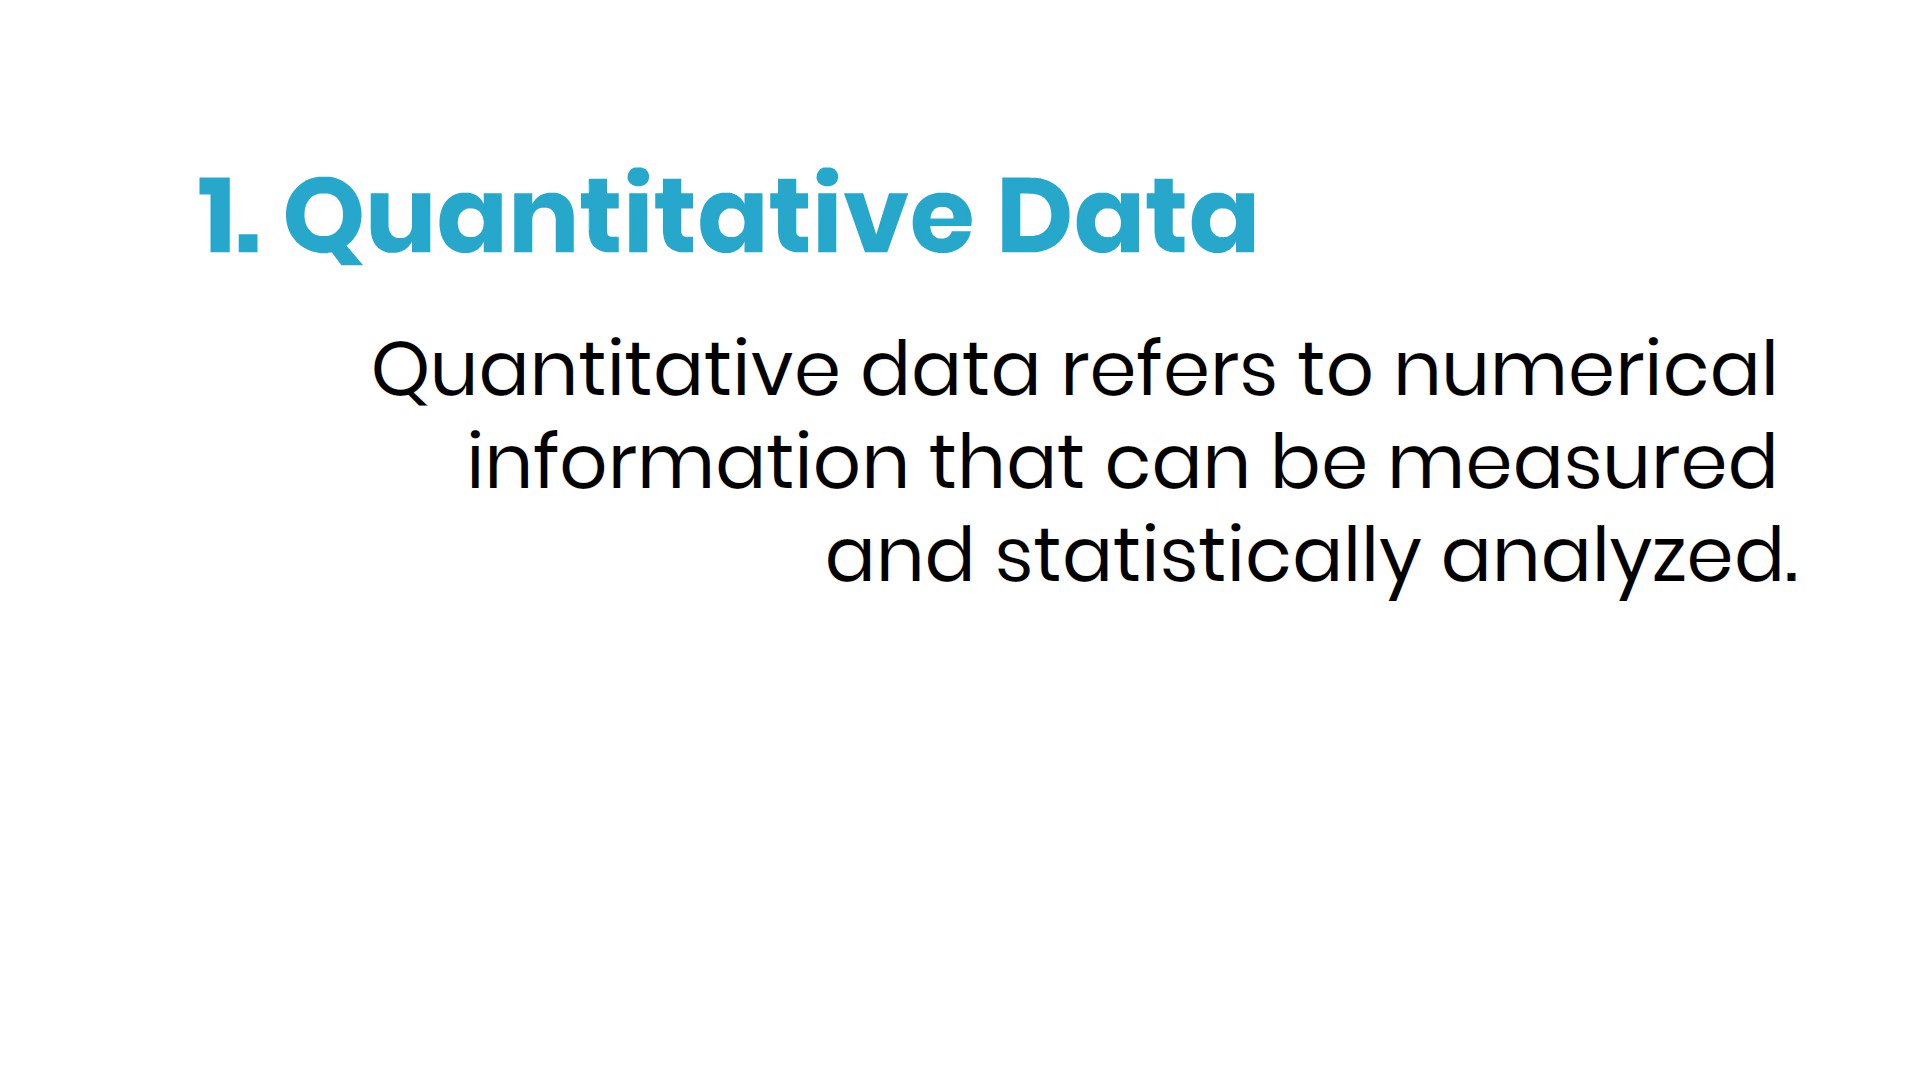 1. Quantitative Data
Quantitative data refers to numerical
information that can be measured
and statistically analyzed.